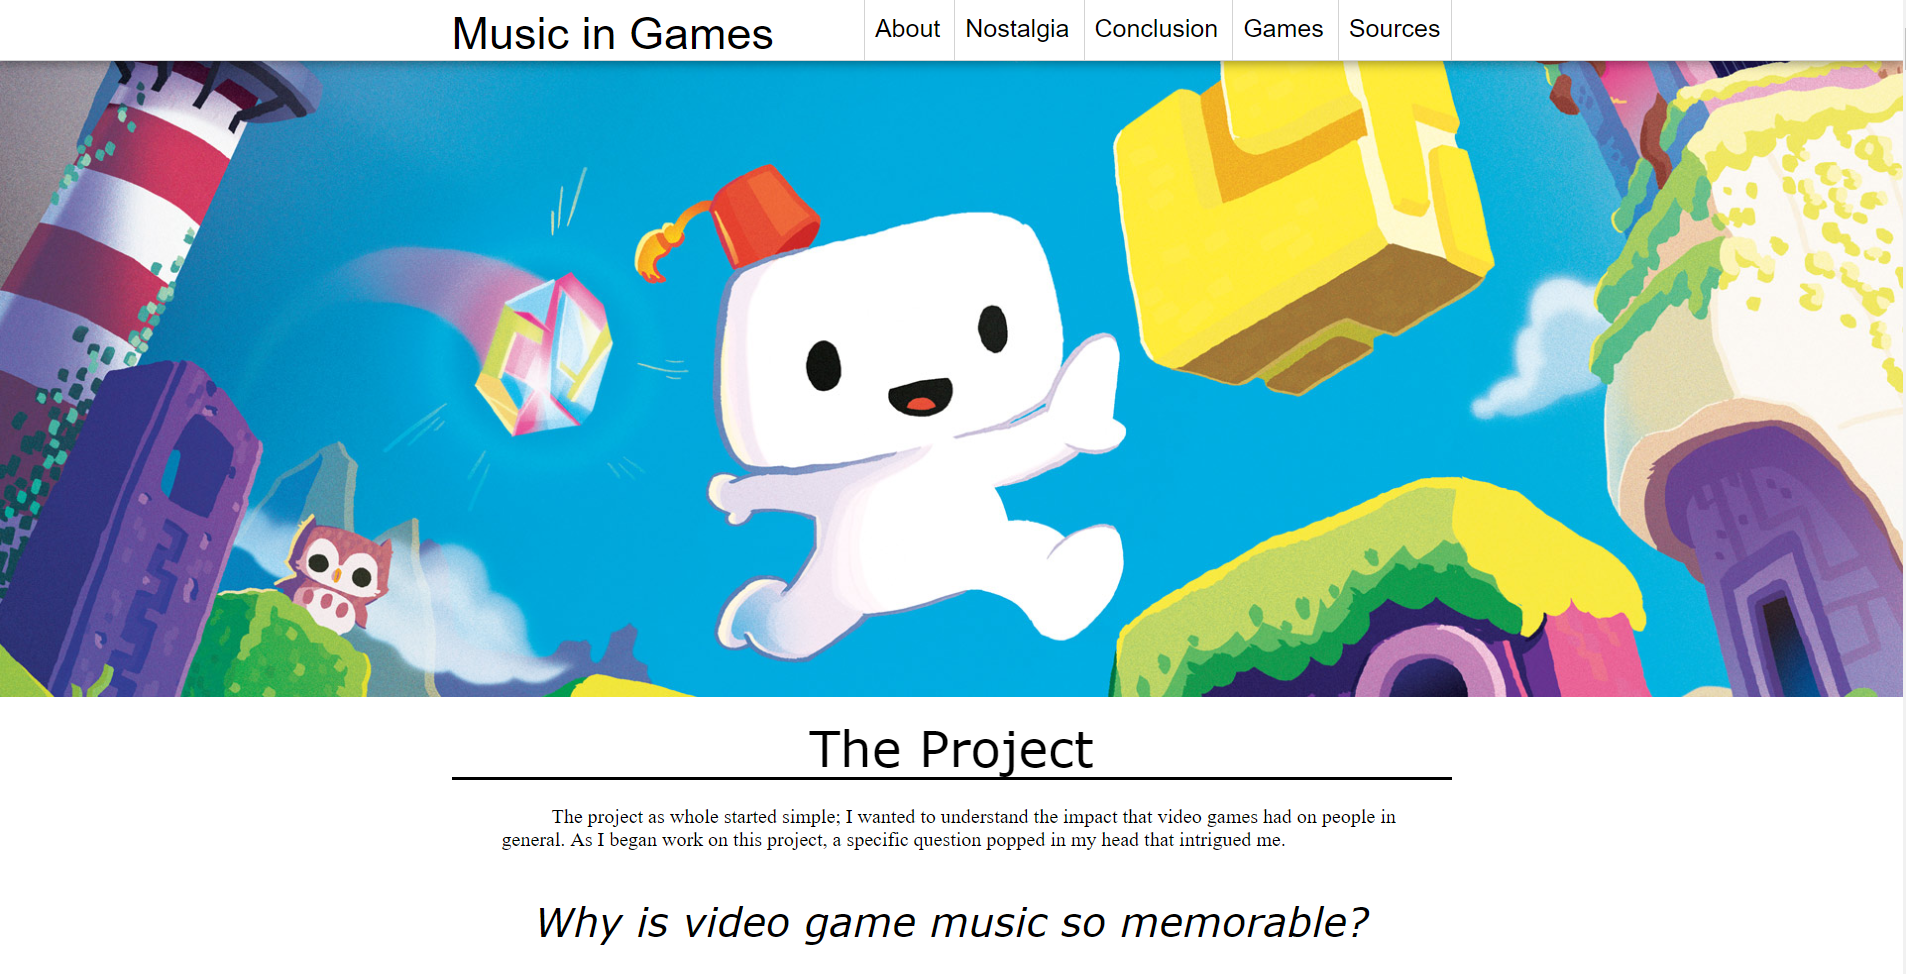 Music in Games
About Nostalgia Conclusion Games Sources
The Project
The project as whole started simple; I wanted to understand the impact that video games had on people in
general. As I began work on this project, a specific question popped in my head that intrigued me.
Why is video game music so memorable?